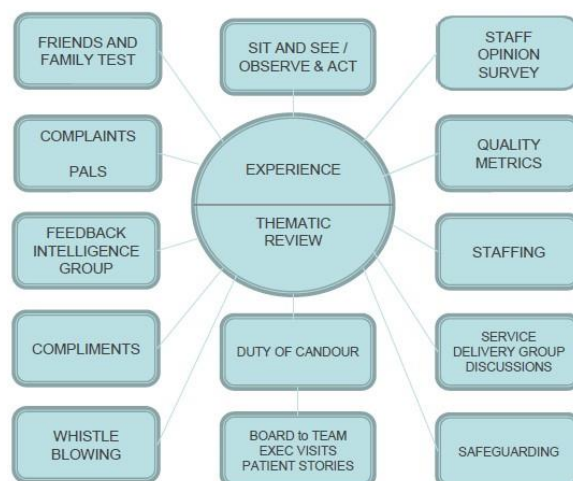 FRIENDS AND
FAMILY TEST
SIT AND SEE /
OBSERVE & ACT
STAFF
OPINION
SURVEY
COMPLAINTS
PALS
EXPERIENCE
QUALITY
METRICS
FEEDBACK
INTELLIGENCE
GROUP
THEMATIC
REVIEW
STAFFING
COMPLIMENTS
DUTY OF CANDOUR
SERVICE
DELIVERY GROUP
DISCUSSIONS
WHISTLE
BLOWING
BOARD to TEAM
EXEC VISITS
PATIENT STORIES
SAFEGUARDING